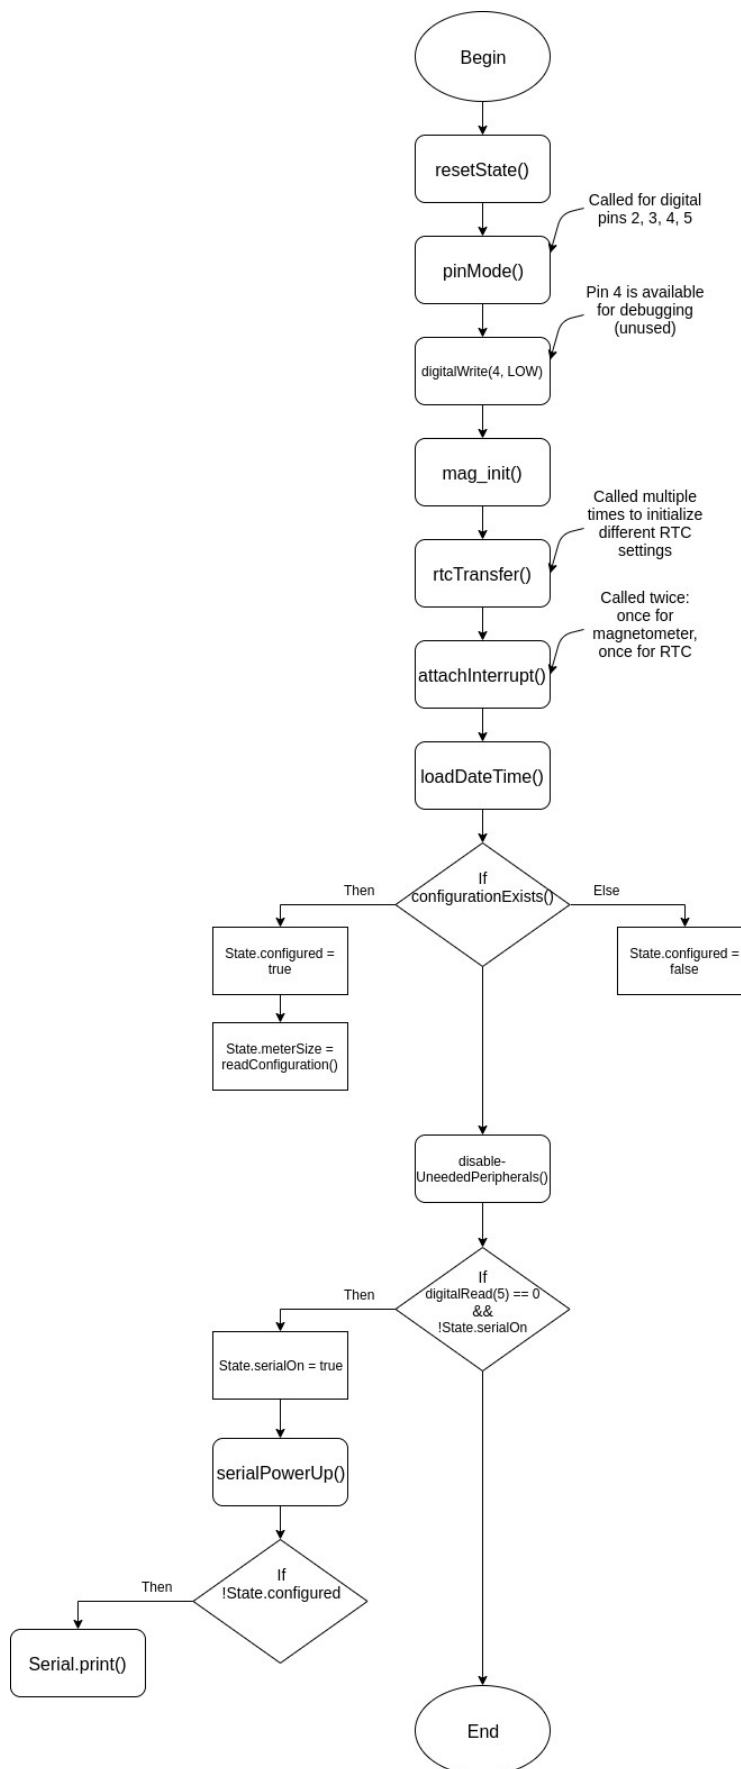 Begin
resetState()
Called for digital
pins 2, 3, 4, 5
pinMode()
Pin 4 is available
for debugging
(unused)
digitalWrite(4, LOW)
mag_init()
Called multiple
times to initialize
different RTC
settings
rtcTransfer()
Called twice:
once for
magnetometer,
once for RTC
attachInterrupt()
loadDateTime()
If
configurationExists()
Then
Else
State.configured =
true
State.configured =
false
State.meterSize =
readConfiguration()
disable-
UneededPeripherals()
If
digitalRead(5) == 0
&&
!State.serialOn
Then
State.serialOn = true
serialPowerUp()
If
!State.configured
Then
Serial.print()
End